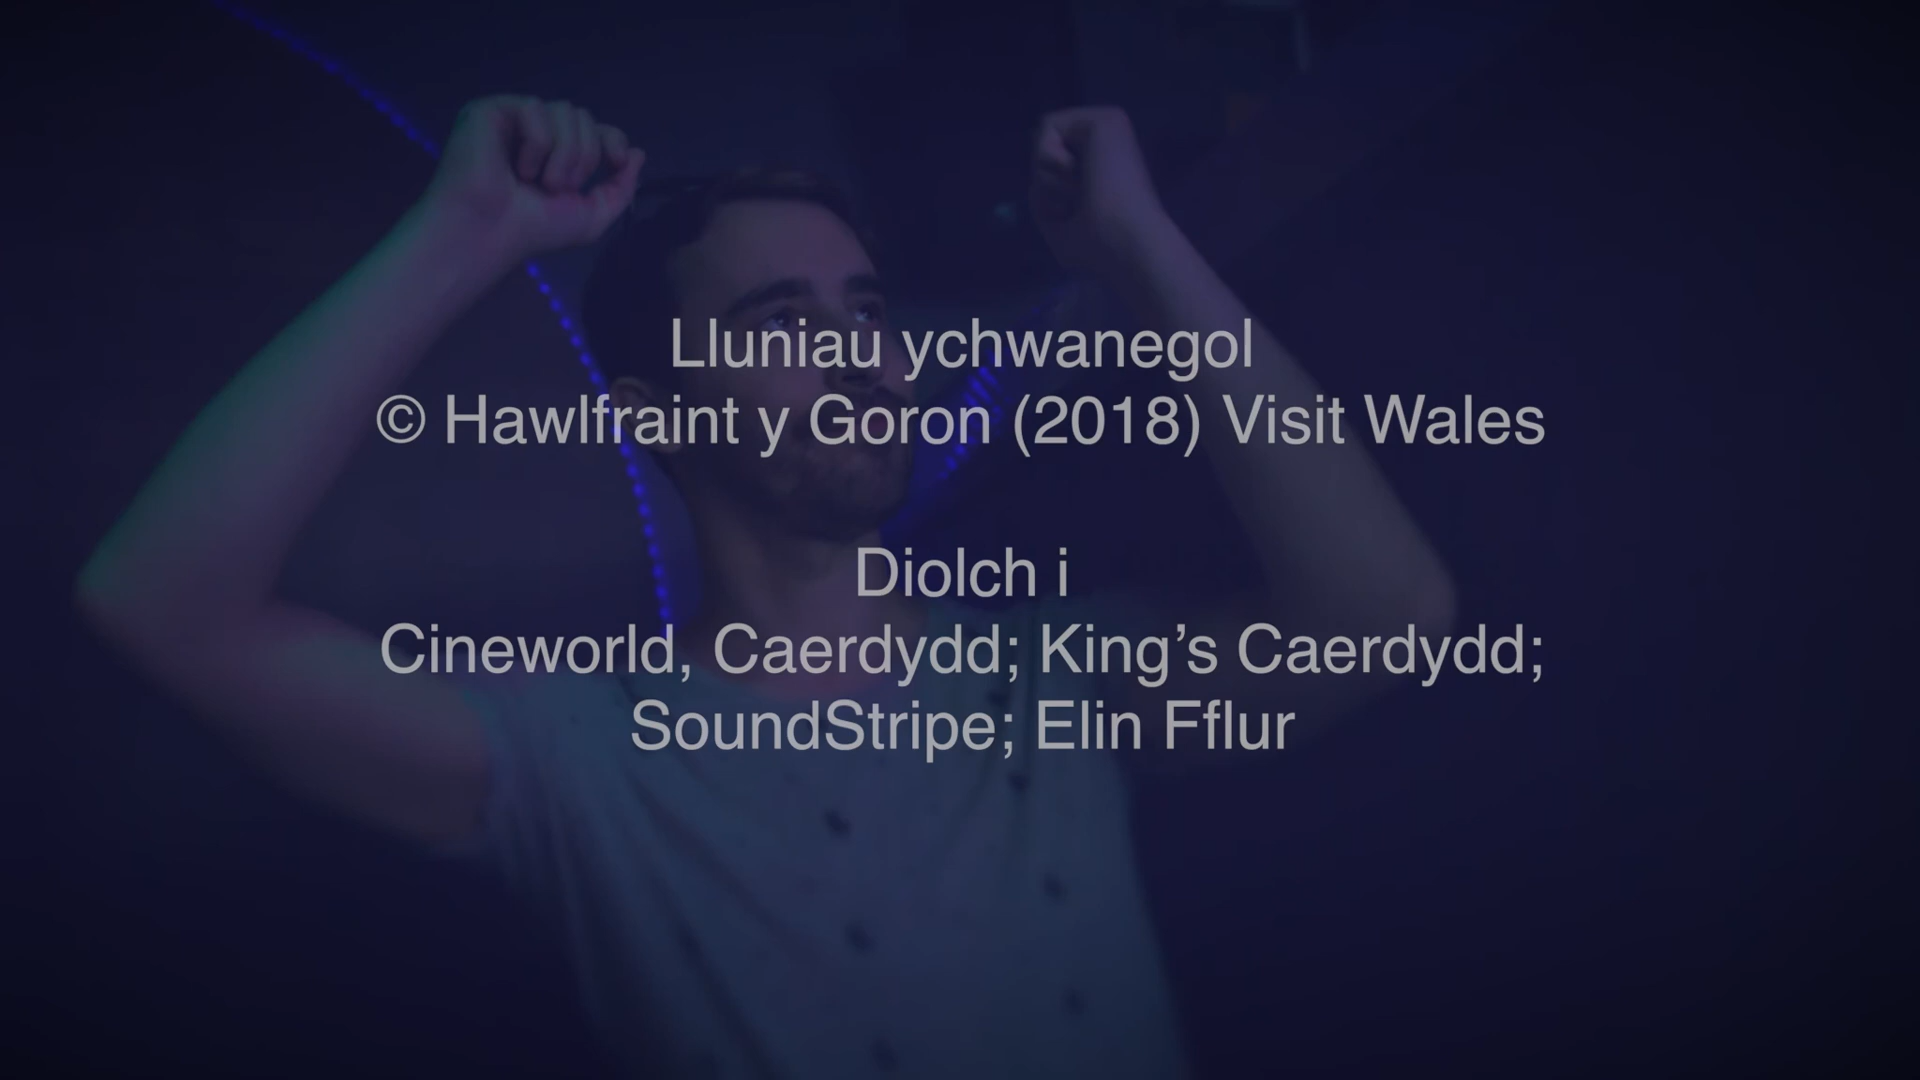 Lluniau ychwanegol
© Hawlfraint y Goron (2018) Visit Wales
Diolch i
Cineworld, Caerdydd; King’s Caerdydd;
SoundStripe; Elin Fflur